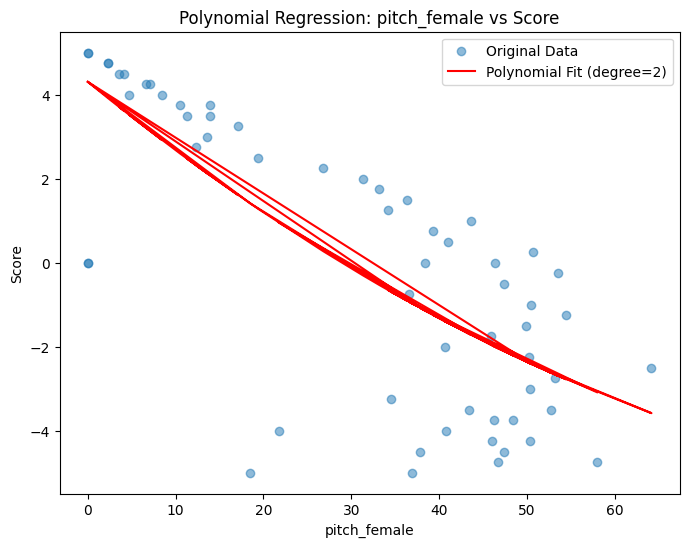 Polynomial Regression: pitch_female vs Score
Original Data
Polynomial Fit (degree=2)
Score
4
2
0
−2
−4
0 10 20 30 40 50 60
pitch_female